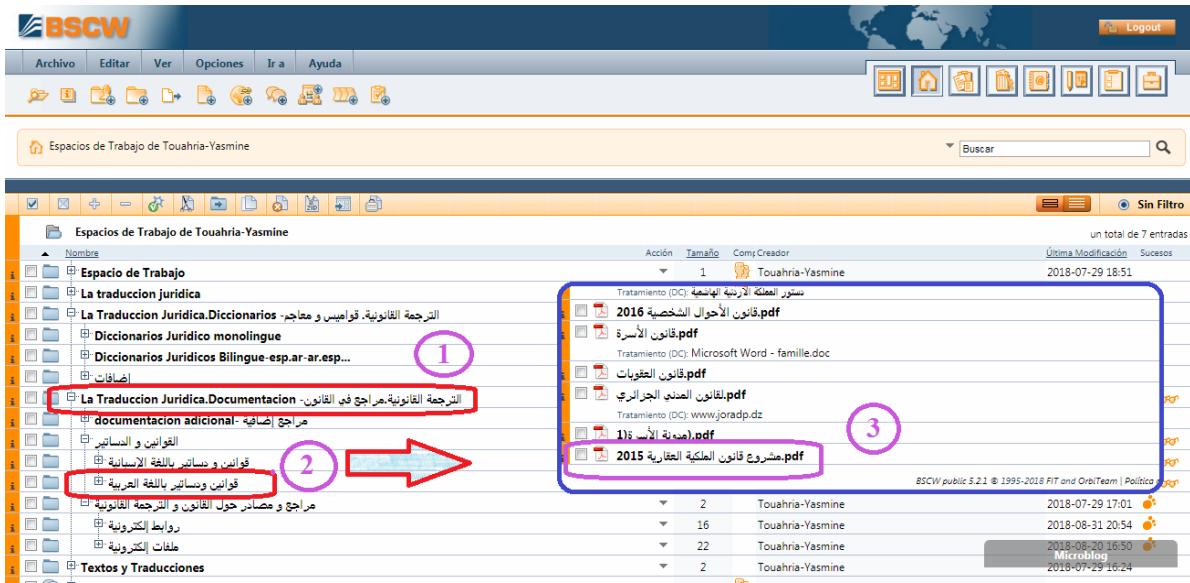 BSCW
Logout
Archivo Editar Ver Opciones Ir a Ayuda
Espacios de Trabajo de Touahria-Yasmine
Buscar
Sin Filtro
Espacios de Trabajo de Touahria-Yasmine
un total de 7 entradas
Nombre Acción Tamaño Comp Creador Última Modificación Sucesos
Espacio de Trabajo 1 Touahria-Yasmine 2018-07-29 18:51
La traduccion juridica
La Traduccion Juridica.Diccionarios -الترجمة القانونية. قواميس و معاجم
Diccionarios Juridico monolingue
Diccionarios Juridicos Bilingue-esp.ar-ar.esp...
إضافات
La Traduccion Juridica.Documentacion -الترجمة القانونية.مراجع في القانون
documentacion adicional- مراجع إضافية
القوانين و الدساتير
قوانين و دساتير باللغة الإسبانية
قوانين ودساتير باللغة العربية
مراجع و مصادر حول القانون و الترجمة القانونية 2 Touahria-Yasmine 2018-07-29 17:01
روابط إلكترونية 16 Touahria-Yasmine 2018-08-31 20:54
ملفات إلكترونية 22 Touahria-Yasmine 2018-08-20 16:50
Textos y Traducciones 2 Touahria-Yasmine 2018-07-29 16:24
Microblog
1
2
3
Tratamiento (DC): دستور المملكة الأردنية الهاشمية
قانون الأحوال الشخصية 2016.pdf
قانون الأسرة.pdf
Tratamiento (DC): Microsoft Word - famille.doc
قانون العقوبات.pdf
لقانون المدني الجزائري.pdf
Tratamiento (DC): www.joradp.dz
مدونة الأسرة(1).pdf
مشروع قانون الملكية العقارية 2015.pdf
BSCW public 5.2.1 © 1995-2018 FIT and OrbiTeam | Política